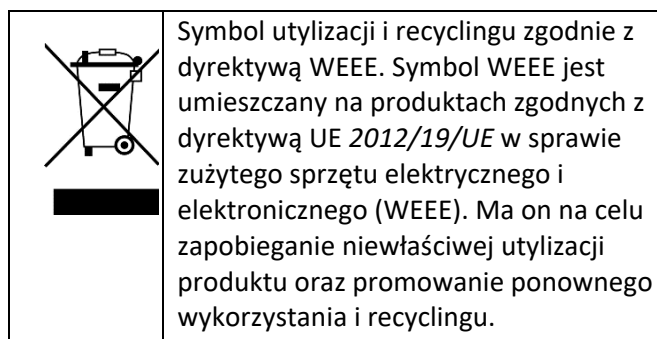 Symbol utylizacji i recyclingu zgodnie z
dyrektywą WEEE. Symbol WEEE jest
umieszczany na produktach zgodnych z
dyrektywą UE 2012/19/UE w sprawie
zużytego sprzętu elektrycznego i
elektronicznego (WEEE). Ma on na celu
zapobieganie niewłaściwej utylizacji
produktu oraz promowanie ponownego
wykorzystania i recyclingu.